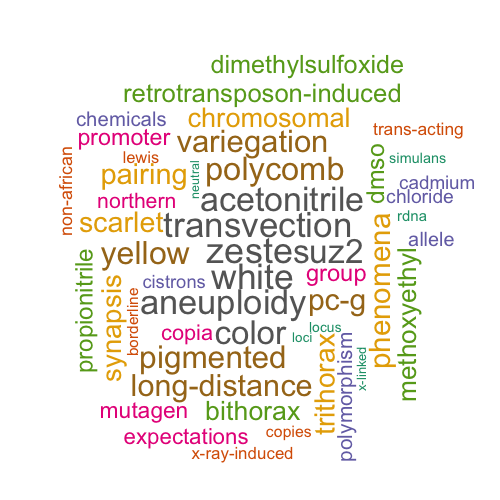 dimethylsulfoxide
retrotransposon-induced
chemicals
chromosomal
trans-acting
promoter
variegation
lewis
simulans
non-african
pairing
neutral
polycomb
dmso
cadmium
northern
acetonitrile
chloride
scarlet
transvection
rdna
allele
yellow
zestesuz2
phenomena
methoxyethyl
propionitrile
synapsis
cistrons
white
group
borderline
aneuploidy
pc-g
copia
color
loci
locus
trithorax
polymorphism
x-linked
pigmented
long-distance
mutagen
bithorax
expectations
copies
x-ray-induced